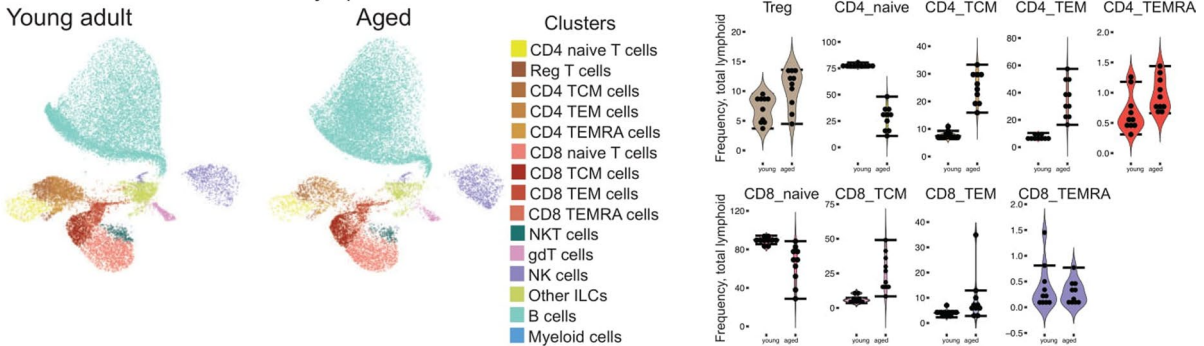 Young adult
Aged
Clusters
CD4 naive T cells
Reg T cells
CD4 TCM cells
CD4 TEM cells
CD4 TEMRA cells
CD8 naive T cells
CD8 TCM cells
CD8 TEM cells
CD8 TEMRA cells
NKT cells
gdT cells
NK cells
Other ILCs
B cells
Myeloid cells
Treg
CD4_naive
CD4_TCM
CD4_TEM
CD4_TEMRA
Frequency, total lymphoid
20
15
10
5
0
young aged
100
75
50
25
0
young aged
40
30
20
10
0
young aged
80
60
40
20
0
young aged
2.0
1.5
1.0
0.5
0.0
young aged
CD8_naive
CD8_TCM
CD8_TEM
CD8_TEMRA
Frequency, total lymphoid
120
80
40
0
young aged
75
50
25
0
young aged
40
30
20
10
0
young aged
2.0
1.5
1.0
0.5
0.0
-0.5
young aged